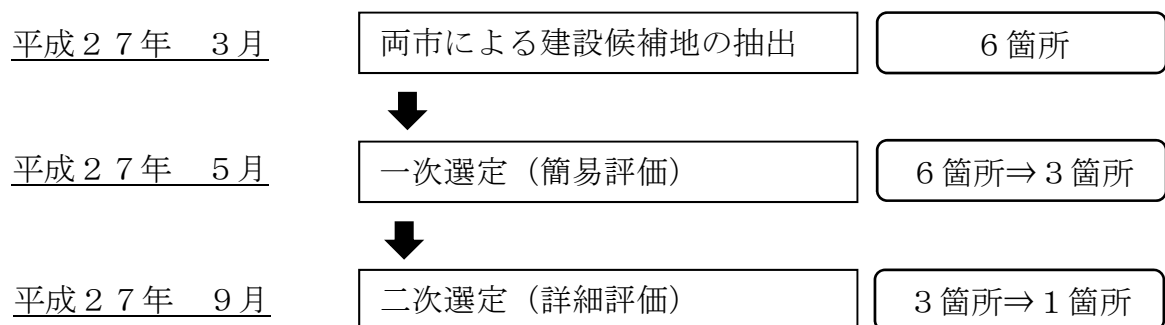 平成２７年　３月　両市による建設候補地の抽出　６箇所
平成２７年　５月　一次選定（簡易評価）　６箇所⇒３箇所
平成２７年　９月　二次選定（詳細評価）　３箇所⇒１箇所